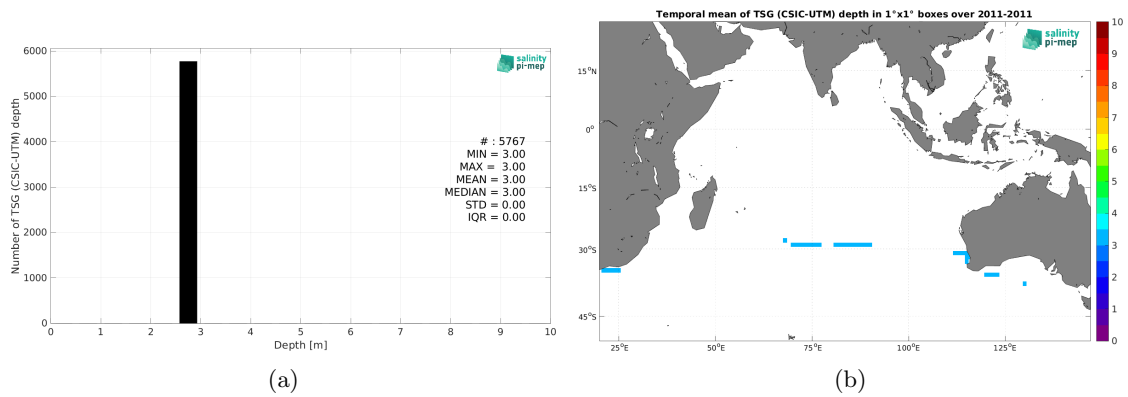 6000
5000
4000
3000
2000
1000
0
Number of TSG (CSIC-UTM) depth
salinity
pi-mep
# : 5767
MIN = 3.00
MAX = 3.00
MEAN = 3.00
MEDIAN = 3.00
STD = 0.00
IQR = 0.00
0 1 2 3 4 5 6 7 8 9 10
Depth [m]
(a)
Temporal mean of TSG (CSIC-UTM) depth in 1°x1° boxes over 2011-2011
salinity
pi-mep
15°N
0°
15°S
30°S
45°S
25°E 50°E 75°E 100°E 125°E
10
9
8
7
6
5
4
3
2
1
0
(b)